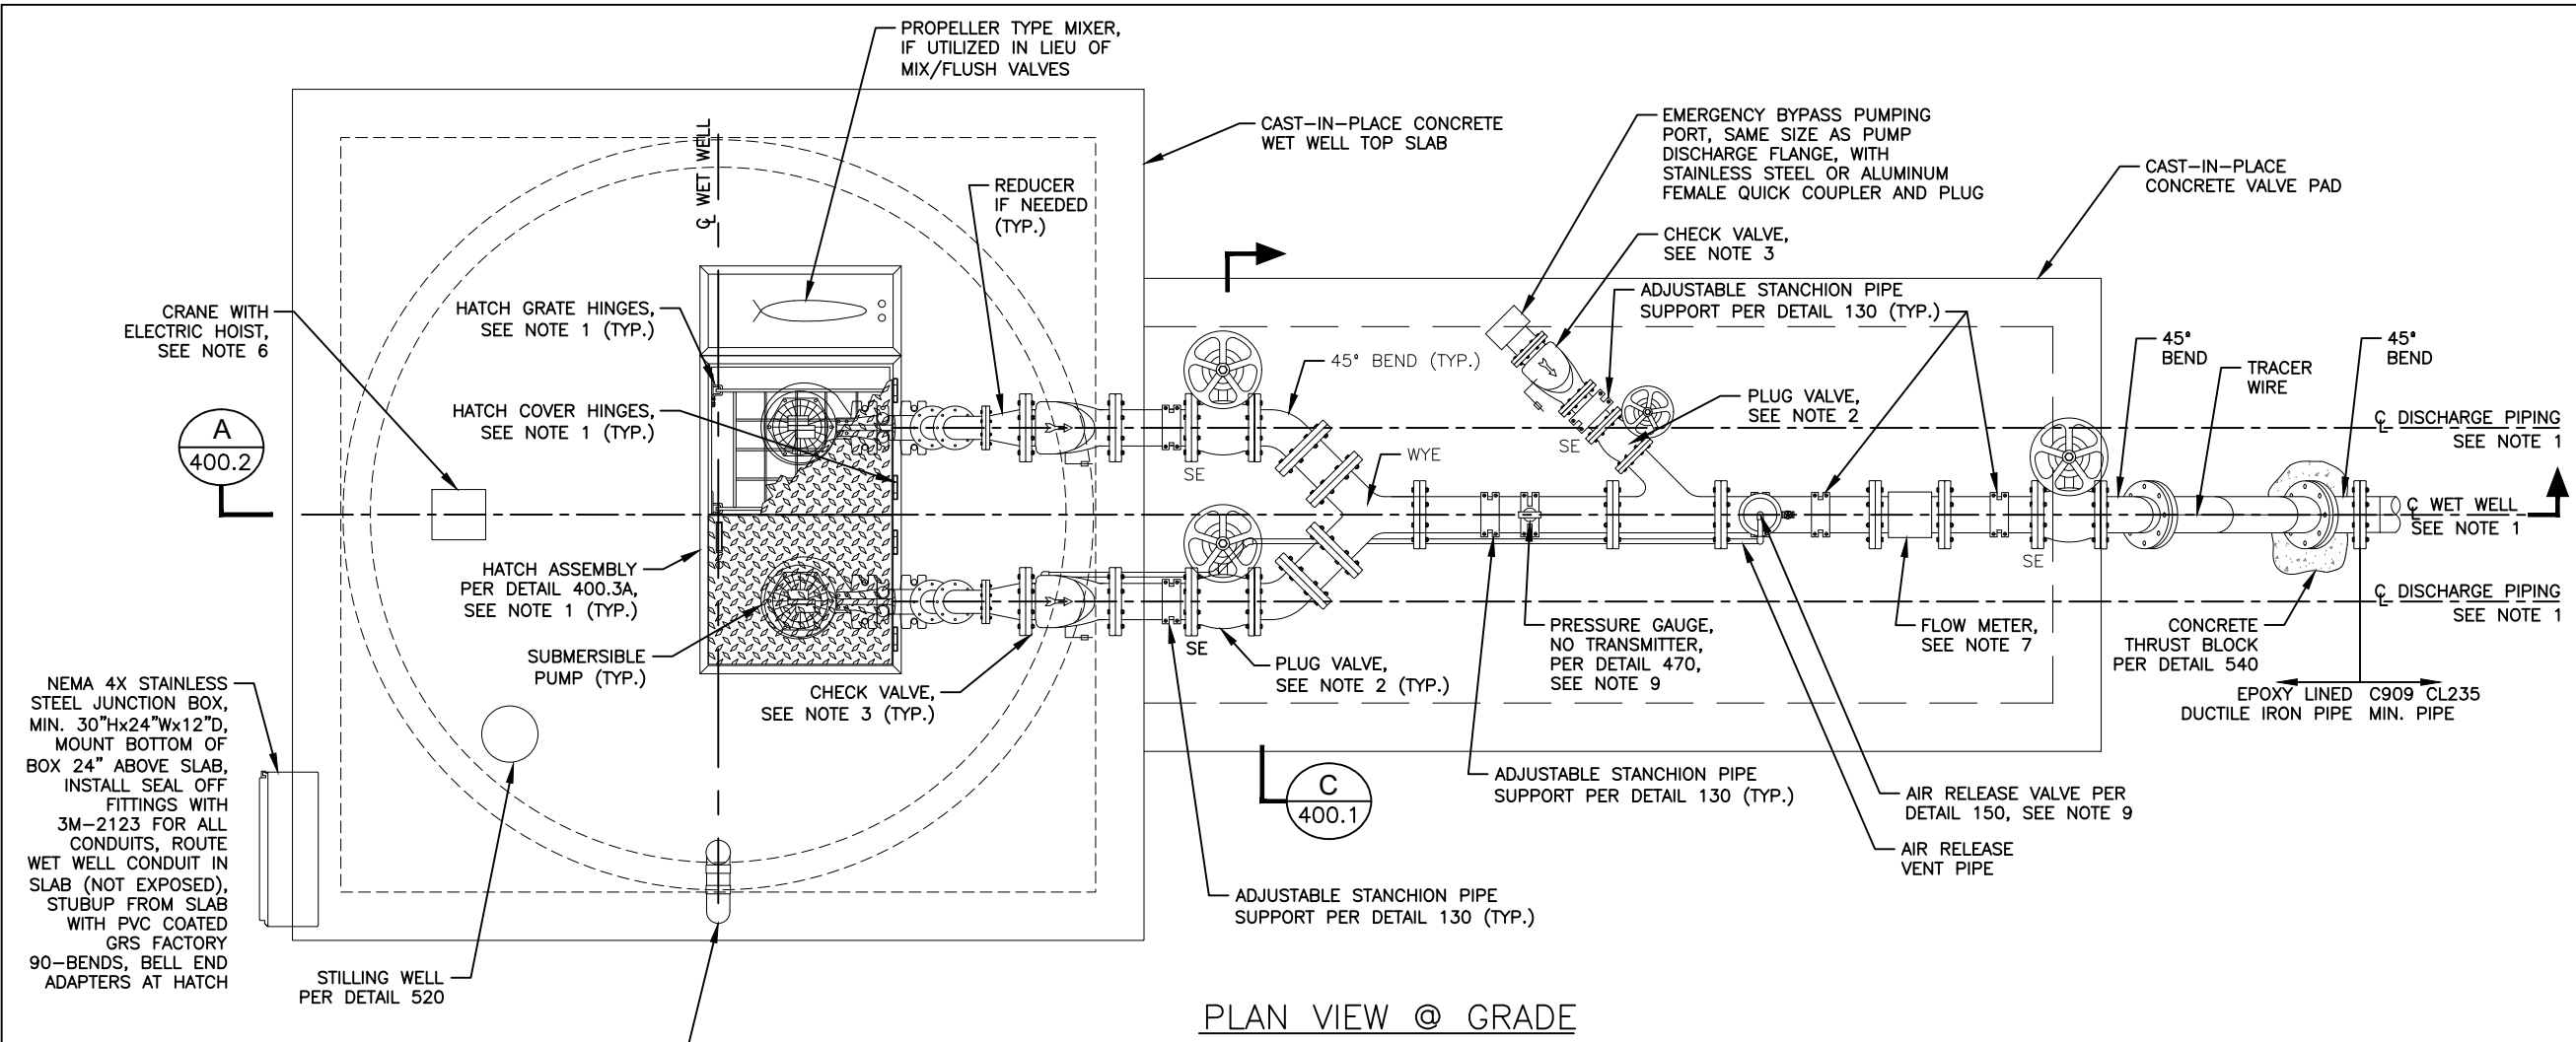 PROPELLER TYPE MIXER,
IF UTILIZED IN LIEU OF
MIX/FLUSH VALVES
CAST-IN-PLACE CONCRETE
WET WELL TOP SLAB
EMERGENCY BYPASS PUMPING
PORT, SAME SIZE AS PUMP
DISCHARGE FLANGE, WITH
STAINLESS STEEL OR ALUMINUM
FEMALE QUICK COUPLER AND PLUG
CAST-IN-PLACE
CONCRETE VALVE PAD
℄ WET WELL
REDUCER
IF NEEDED
(TYP.)
CHECK VALVE,
SEE NOTE 3
ADJUSTABLE STANCHION PIPE
SUPPORT PER DETAIL 130 (TYP.)
CRANE WITH
ELECTRIC HOIST,
SEE NOTE 6
HATCH GRATE HINGES,
SEE NOTE 1 (TYP.)
45° BEND (TYP.)
45°
BEND
TRACER
WIRE
45°
BEND
HATCH COVER HINGES,
SEE NOTE 1 (TYP.)
PLUG VALVE,
SEE NOTE 2
℄ DISCHARGE PIPING
SEE NOTE 1
A
400.2
SE
WYE
SE
℄ WET WELL
SEE NOTE 1
SE
HATCH ASSEMBLY
PER DETAIL 400.3A,
SEE NOTE 1 (TYP.)
℄ DISCHARGE PIPING
SEE NOTE 1
SUBMERSIBLE
PUMP (TYP.)
SE
PLUG VALVE,
SEE NOTE 2 (TYP.)
PRESSURE GAUGE,
NO TRANSMITTER,
PER DETAIL 470,
SEE NOTE 9
FLOW METER,
SEE NOTE 7
CONCRETE
THRUST BLOCK
PER DETAIL 540
CHECK VALVE,
SEE NOTE 3 (TYP.)
EPOXY LINED
DUCTILE IRON PIPE
C909 CL235
MIN. PIPE
NEMA 4X STAINLESS
STEEL JUNCTION BOX,
MIN. 30"Hx24"Wx12"D,
MOUNT BOTTOM OF
BOX 24" ABOVE SLAB,
INSTALL SEAL OFF
FITTINGS WITH
3M-2123 FOR ALL
CONDUITS, ROUTE
WET WELL CONDUIT IN
SLAB (NOT EXPOSED),
STUBUP FROM SLAB
WITH PVC COATED
GRS FACTORY
90-BENDS, BELL END
ADAPTERS AT HATCH
C
400.1
ADJUSTABLE STANCHION PIPE
SUPPORT PER DETAIL 130 (TYP.)
AIR RELEASE VALVE PER
DETAIL 150, SEE NOTE 9
AIR RELEASE
VENT PIPE
ADJUSTABLE STANCHION PIPE
SUPPORT PER DETAIL 130 (TYP.)
STILLING WELL
PER DETAIL 520
PLAN VIEW @ GRADE